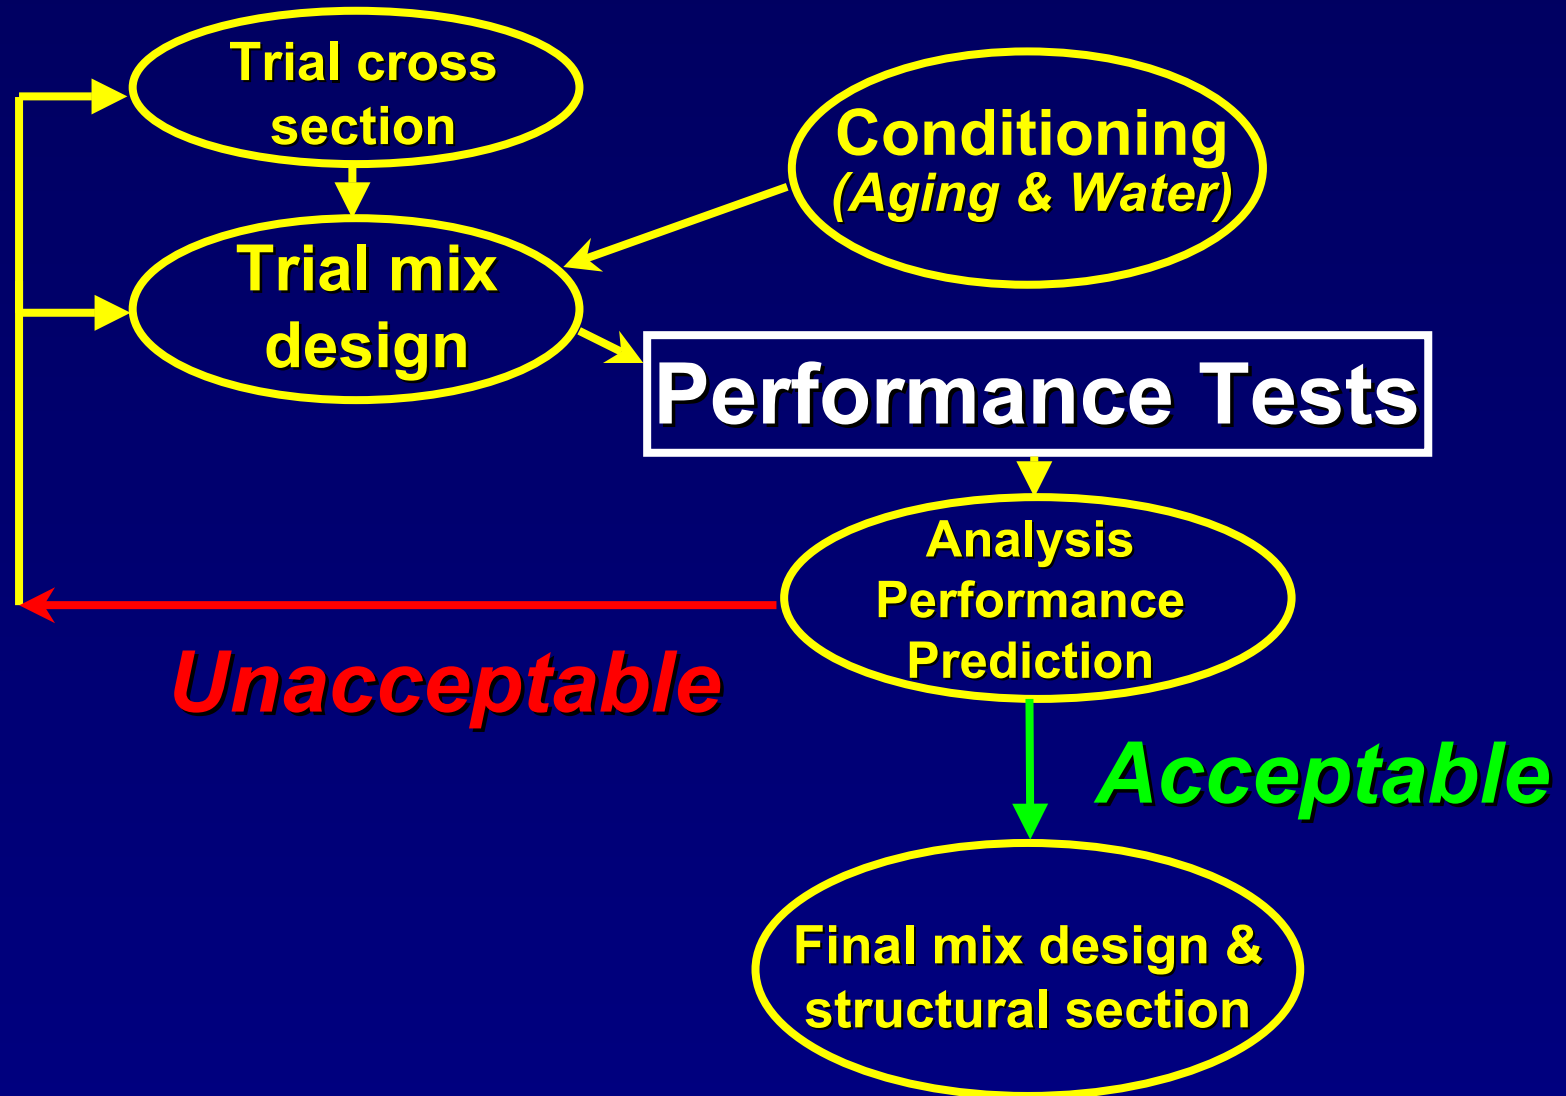 Trial cross
section
Conditioning
(Aging & Water)
Trial mix
design
Performance Tests
Analysis
Performance
Prediction
Unacceptable
Acceptable
Final mix design &
structural section